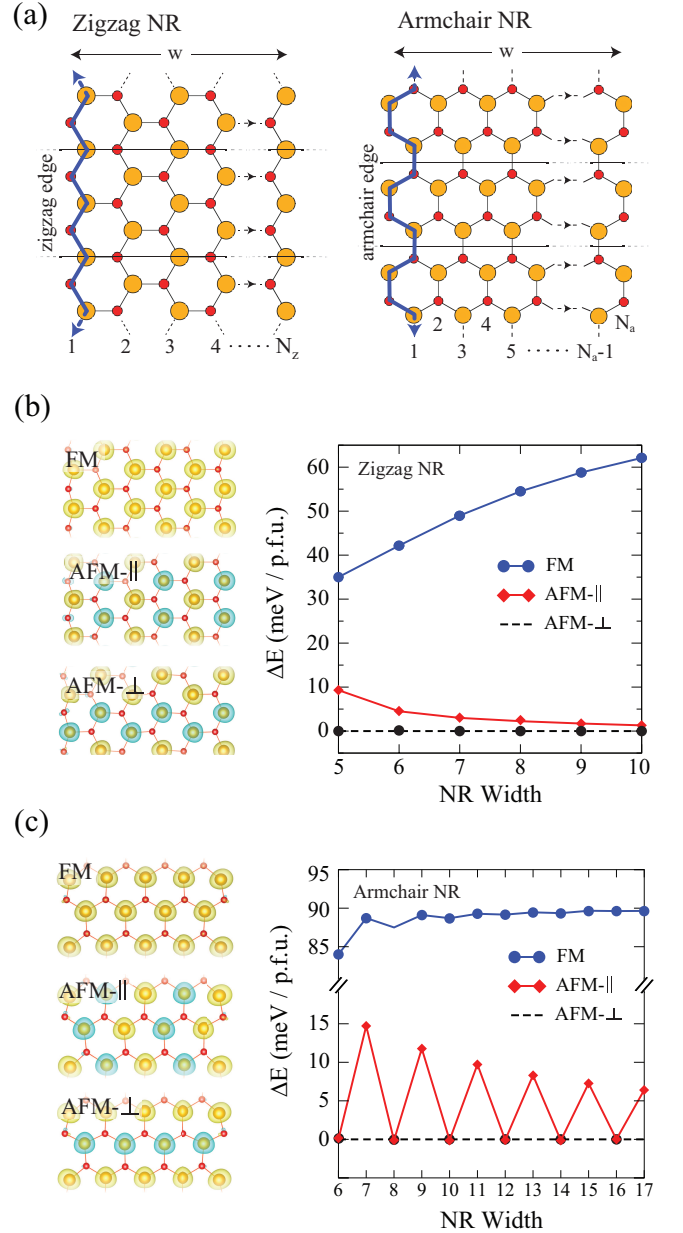 (a)
Zigzag NR
w
zigzag edge
1 2 3 4 ······ N_z
Armchair NR
w
armchair edge
2 4 N_a
1 3 5 ······ N_a-1
(b)
FM
AFM-||
AFM-⊥
Zigzag NR
FM
AFM-||
AFM-⊥
ΔE (meV / p.f.u.)
60
50
40
30
20
10
0
5 6 7 8 9 10
NR Width
(c)
FM
AFM-||
AFM-⊥
Armchair NR
FM
AFM-||
AFM-⊥
ΔE (meV / p.f.u.)
95
90
85
15
10
5
0
6 7 8 9 10 11 12 13 14 15 16 17
NR Width